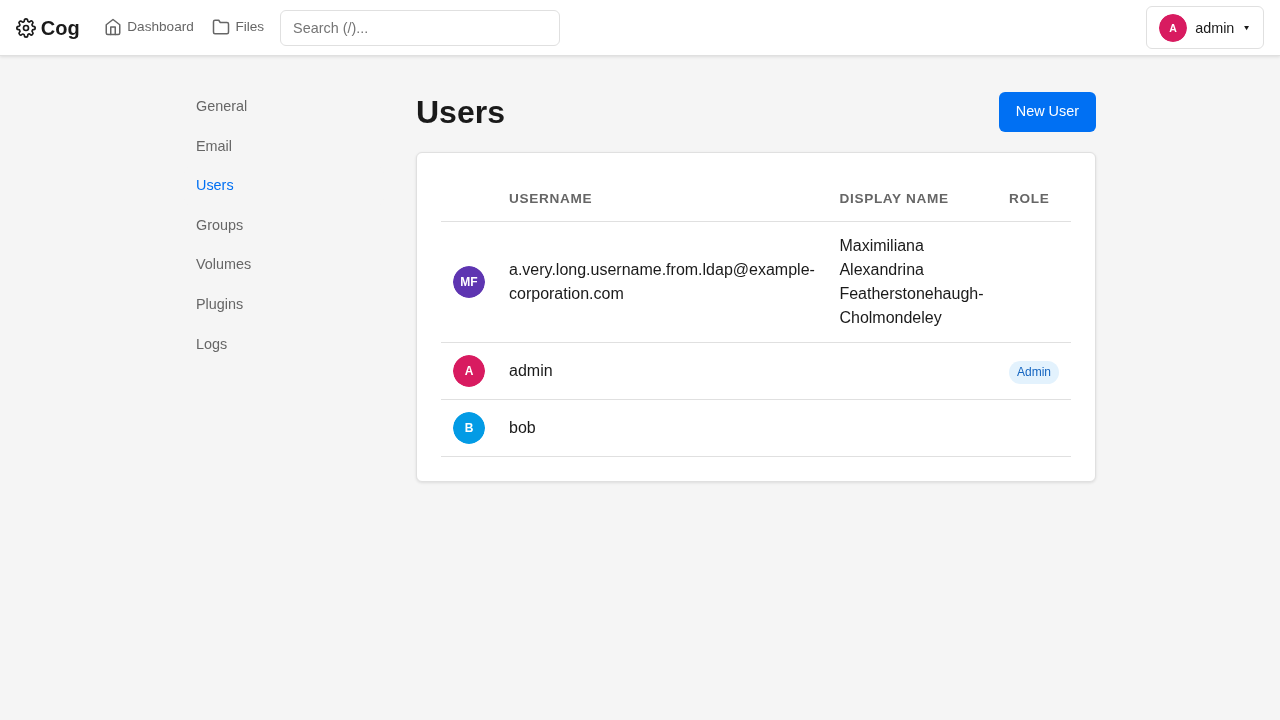 Cog Dashboard Files Search (/)... A admin
General
Email
Users
Groups
Volumes
Plugins
Logs
Users New User
USERNAME DISPLAY NAME ROLE
MF a.very.long.username.from.ldap@example-
corporation.com
Maximiliana
Alexandrina
Featherstonehaugh-
Cholmondeley
A admin Admin
B bob